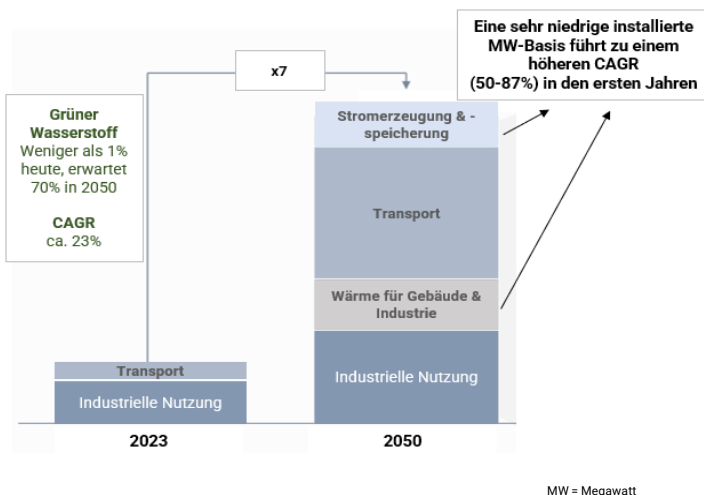 Eine sehr niedrige installierte
MW-Basis führt zu einem
höheren CAGR
(50-87%) in den ersten Jahren
x7
Grüner
Wasserstoff
Weniger als 1%
heute, erwartet
70% in 2050
CAGR
ca. 23%
Stromerzeugung & -
speicherung
Transport
Wärme für Gebäude &
Industrie
Industrielle Nutzung
Transport
Industrielle Nutzung
2023
2050
MW = Megawatt